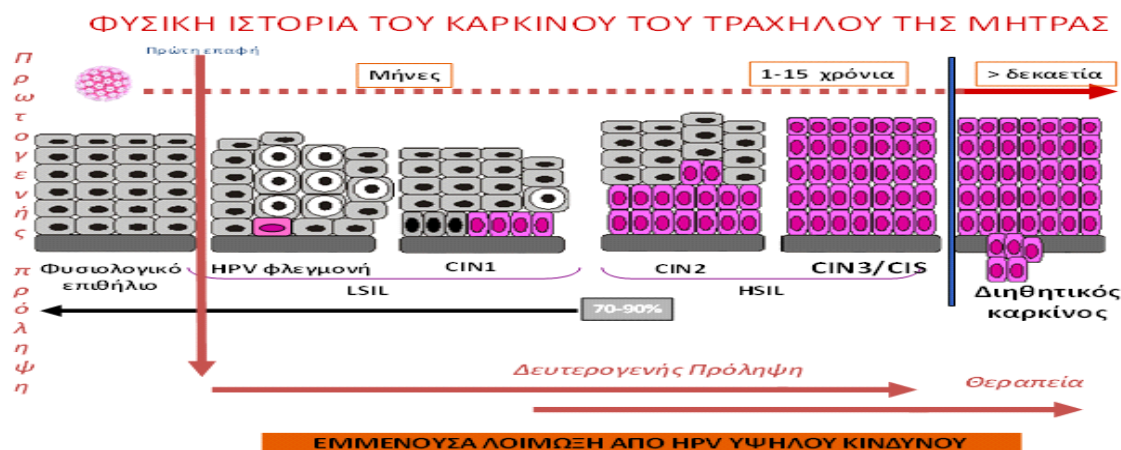 ΦΥΣΙΚΗ ΙΣΤΟΡΙΑ ΤΟΥ ΚΑΡΚΙΝΟΥ ΤΟΥ ΤΡΑΧΗΛΟΥ ΤΗΣ ΜΗΤΡΑΣ
Πρωτογενής πρόληψη
Πρώτη επαφή
Μήνες
1-15 χρόνια
> δεκαετία
Φυσιολογικό
επιθήλιο
HPV φλεγμονή
CIN1
CIN2
CIN3/CIS
Διηθητικός
καρκίνος
LSIL
HSIL
70-90%
Δευτερογενής Πρόληψη
Θεραπεία
ΕΜΜΕΝΟΥΣΑ ΛΟΙΜΩΞΗ ΑΠΟ HPV ΥΨΗΛΟΥ ΚΙΝΔΥΝΟΥ